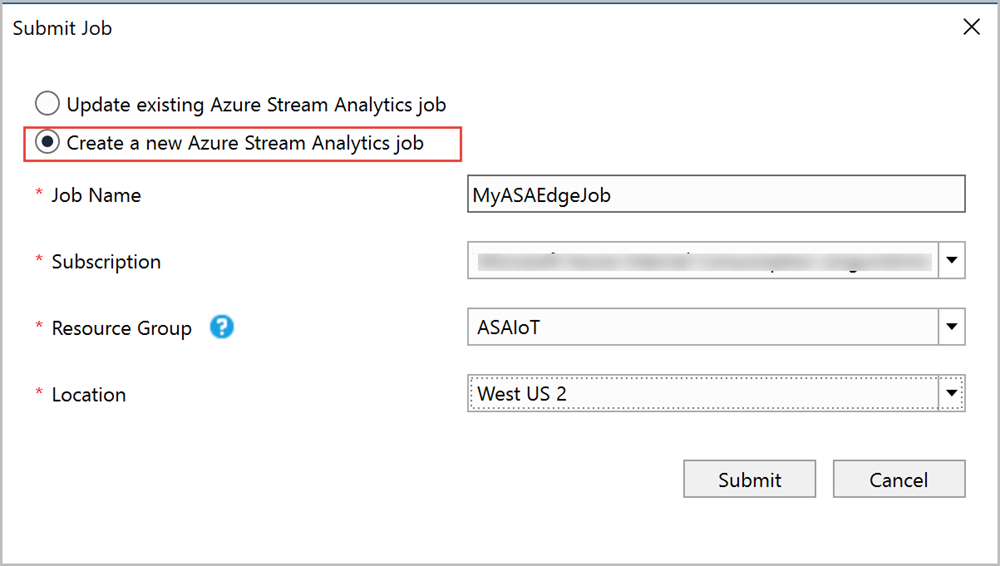 Submit Job
Update existing Azure Stream Analytics job
Create a new Azure Stream Analytics job
* Job Name MyASAEdgeJob
* Subscription
* Resource Group ? ASAIoT
* Location West US 2
Submit Cancel